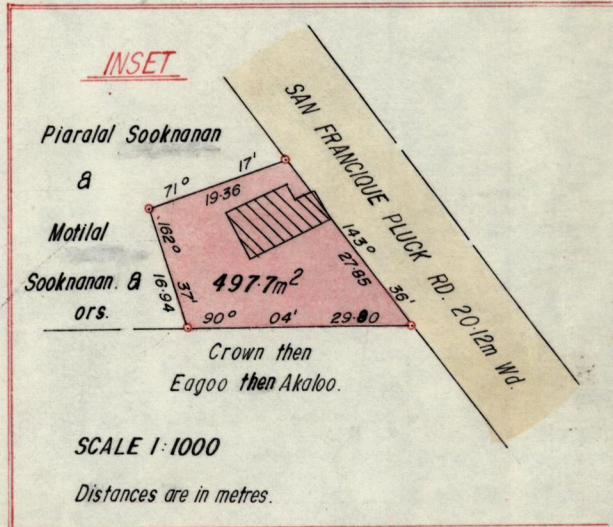 INSET
Piaralal Sooknanan
&
Motilal
Sooknanan. &
ors.
SAN FRANCIQUE PLUCK RD. 20·12m Wd.
71° 17'
19·36
162° 37'
16·94
143° 36'
27·85
497·7m²
90° 04' 29·80
Crown then
Eagoo then Akaloo.
SCALE 1:1000
Distances are in metres.